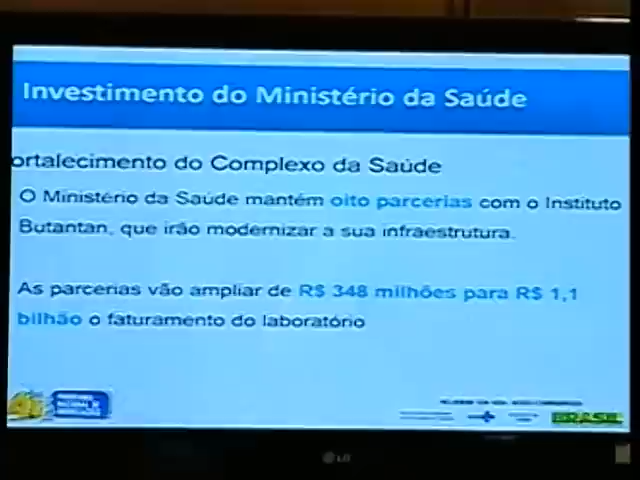 Investimento do Ministério da Saúde
ortalecimento do Complexo da Saúde
O Ministério da Saúde mantém oito parcerias com o Instituto
Butantan, que irão modernizar a sua infraestrutura.
As parcerias vão ampliar de R$ 348 milhões para R$ 1,1
bilhão o faturamento do laboratório
BRASIL
LG